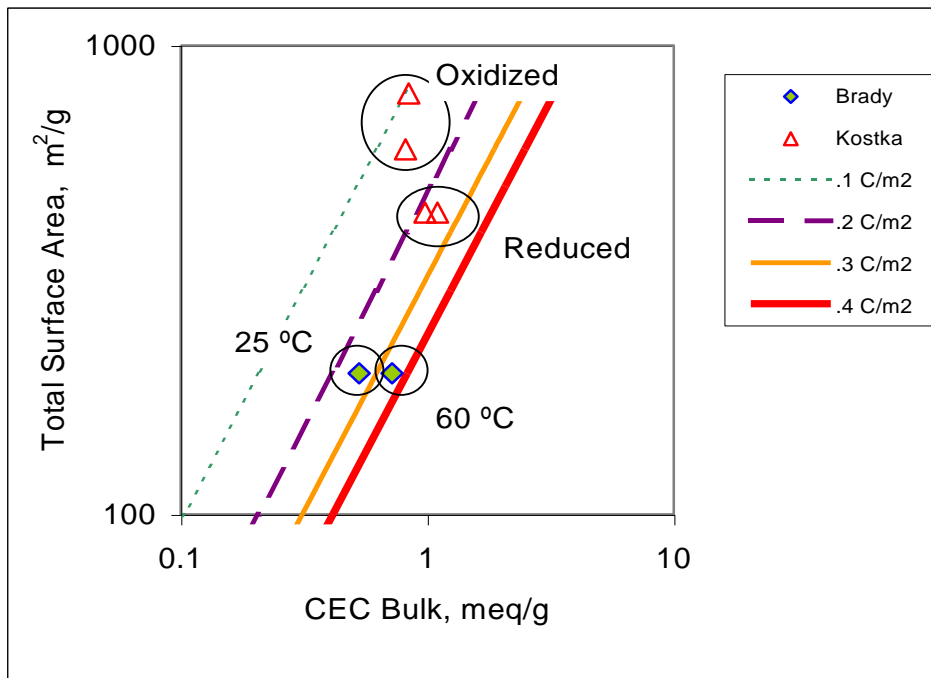 1000
Oxidized
Reduced
25 ºC
60 ºC
100
0.1
1
10
Total Surface Area, m²/g
CEC Bulk, meq/g
Brady
Kostka
.1 C/m2
.2 C/m2
.3 C/m2
.4 C/m2